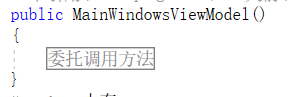 public MainWindowsViewModel()
{
委托调用方法
}